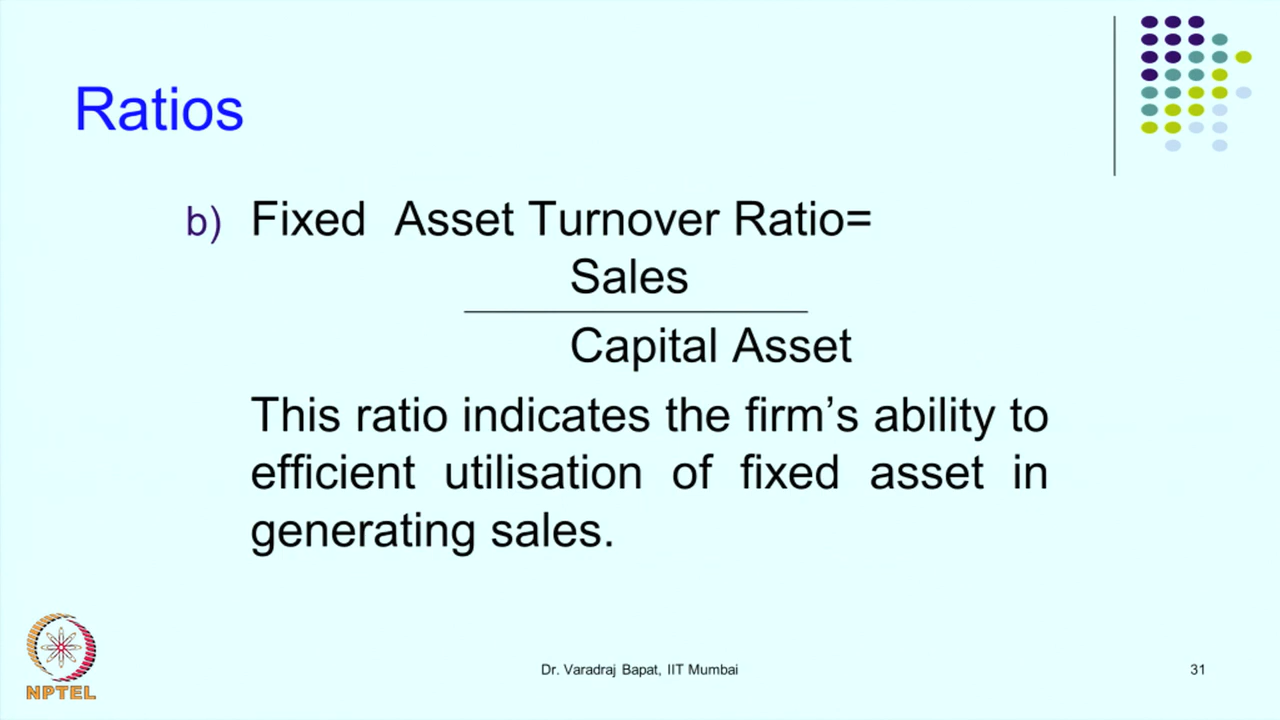 Ratios
b) Fixed Asset Turnover Ratio=
Sales
Capital Asset
This ratio indicates the firm’s ability to
efficient utilisation of fixed asset in
generating sales.
NPTEL
Dr. Varadraj Bapat, IIT Mumbai
31